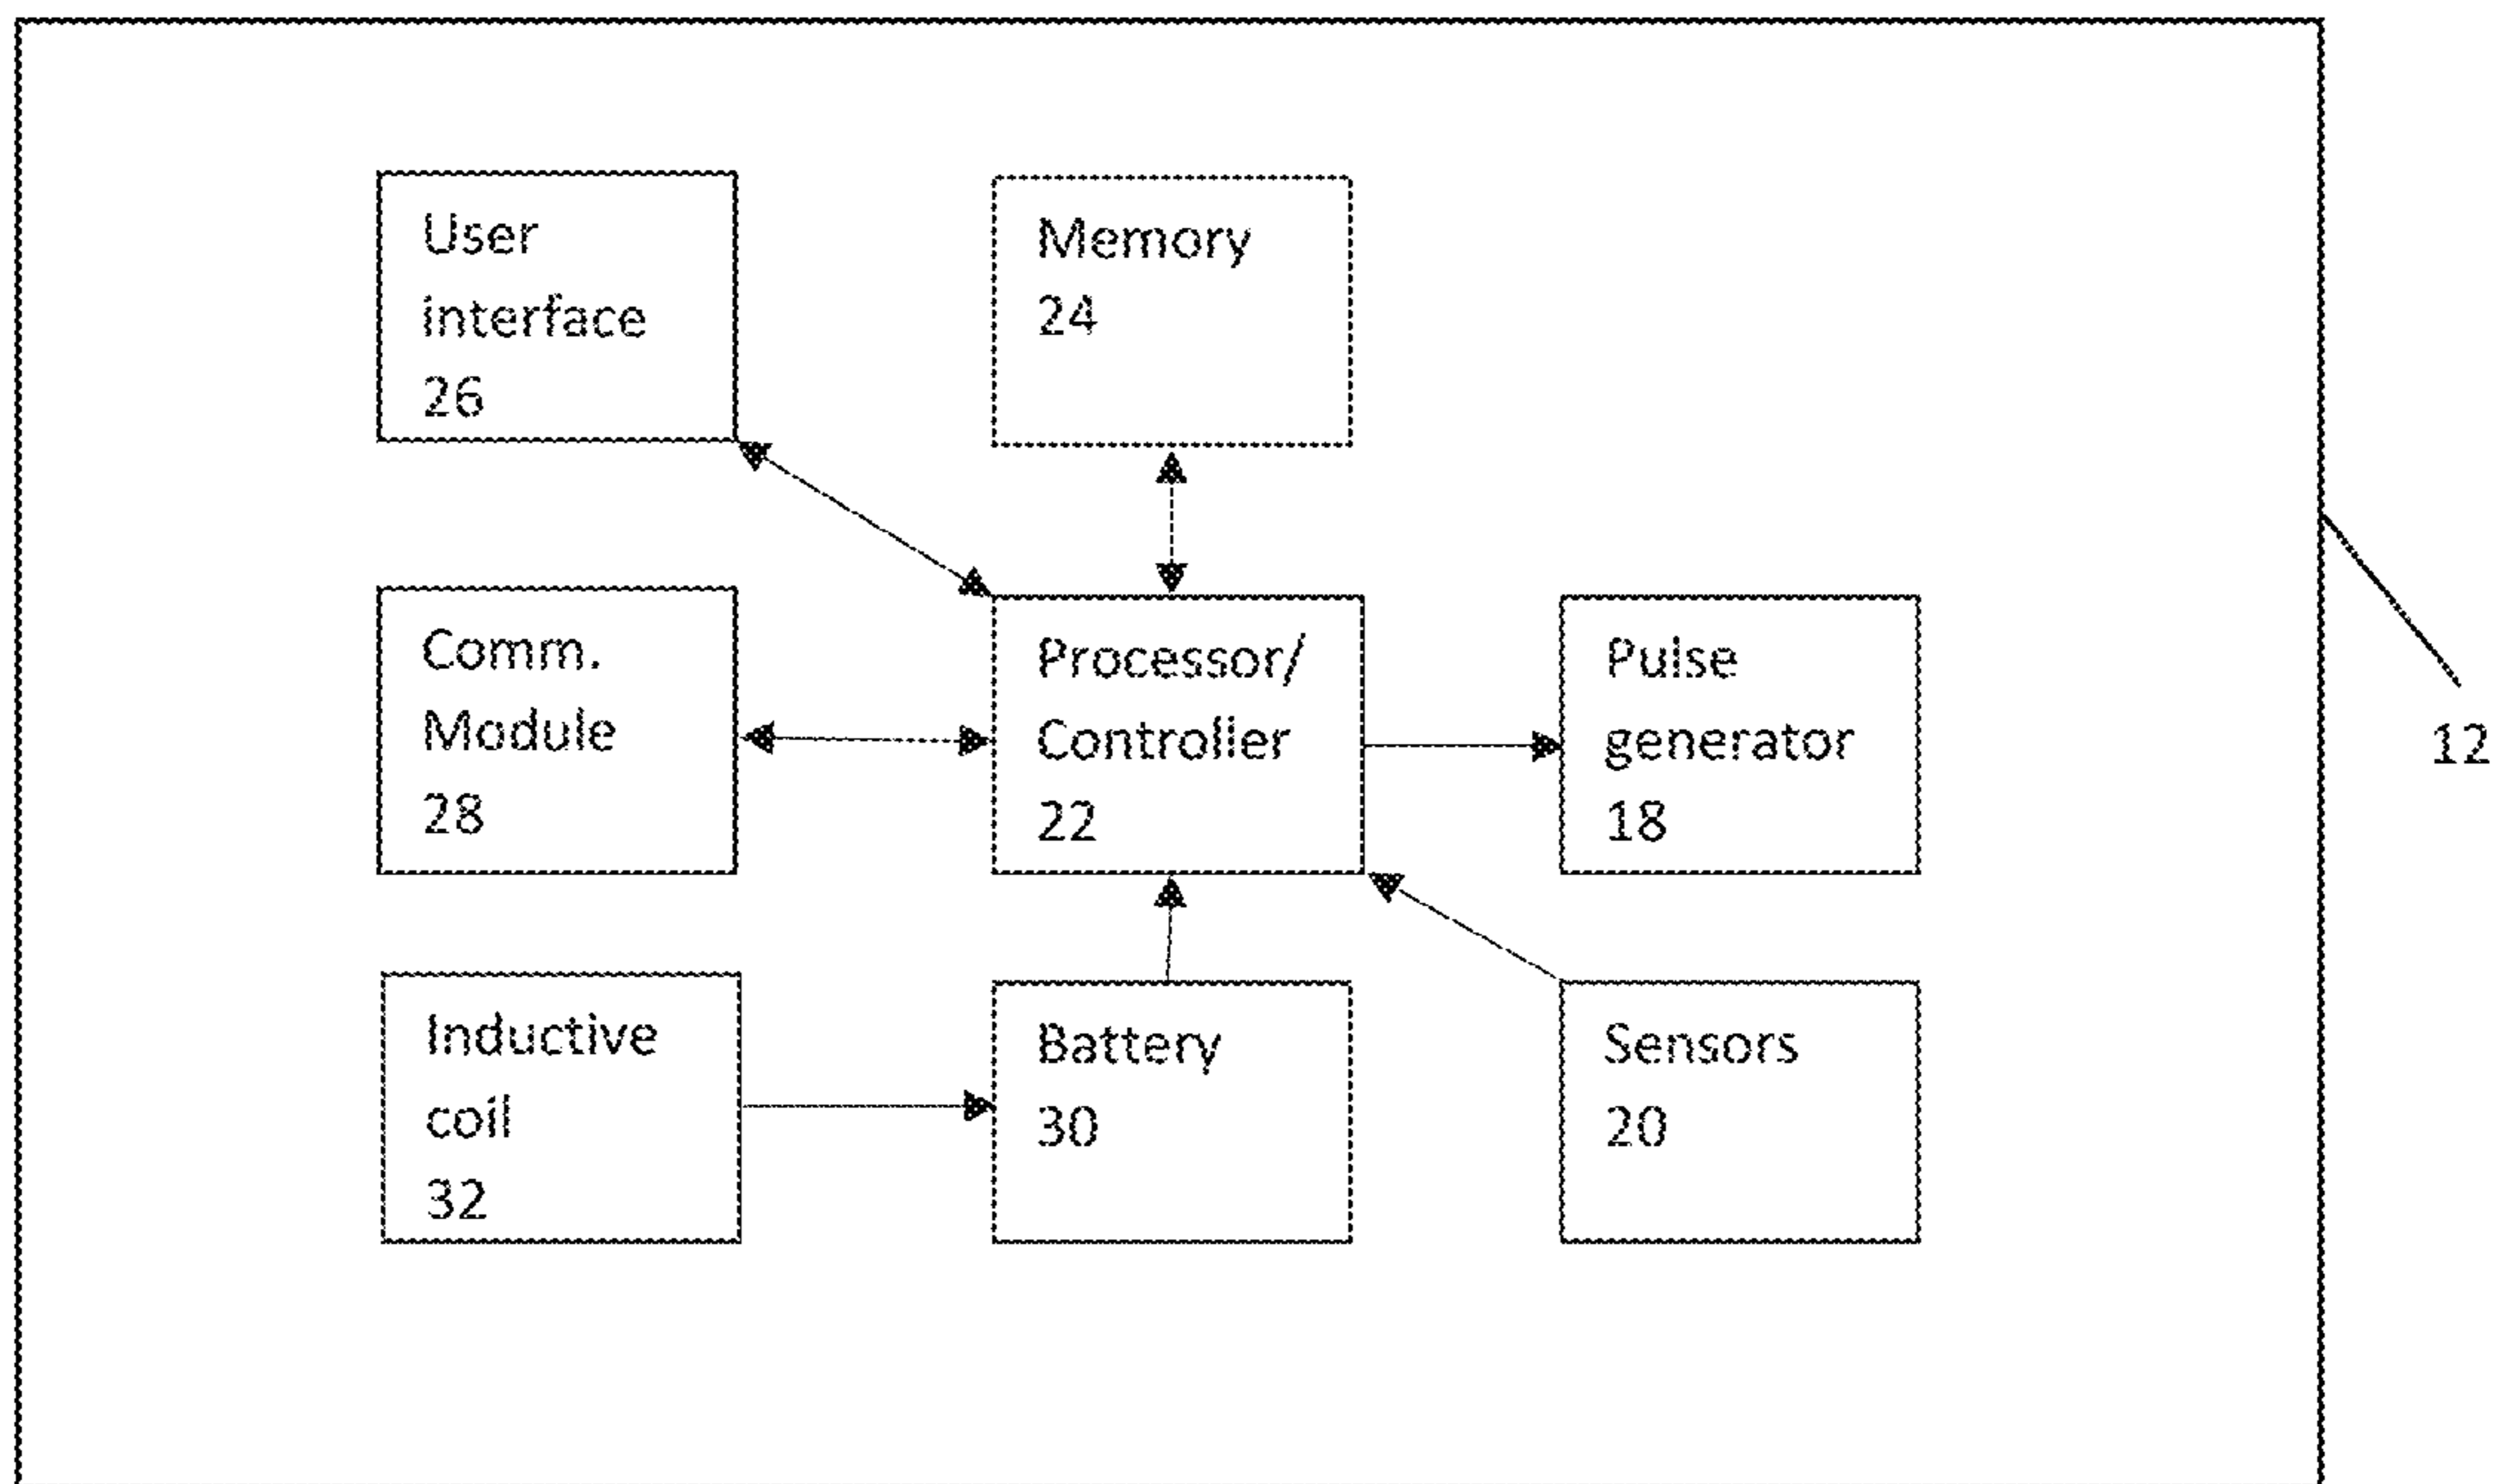 User
interface
26
Memory
24
Comm.
Module
28
Processor/
Controller
22
Pulse
generator
18
12
Inductive
coil
32
Battery
30
Sensors
20